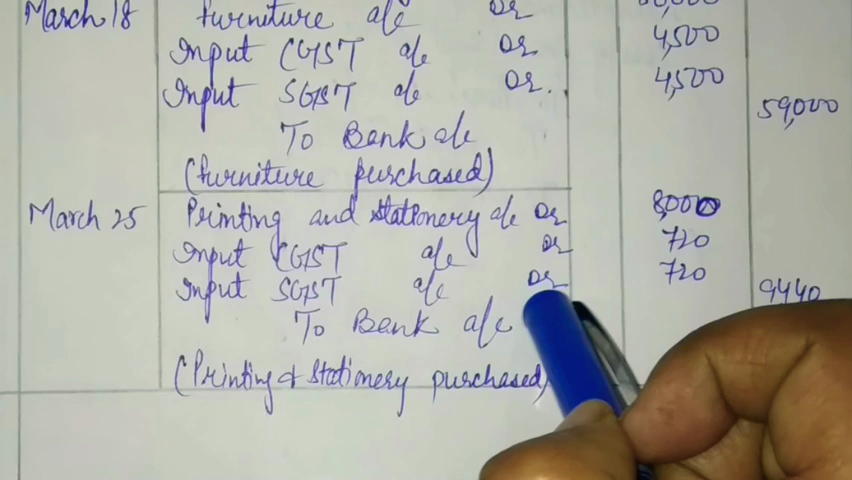 March 18 Furniture a/c Dr
Input CGST a/c Dr 4,500
Input SGST a/c Dr. 4,500
To Bank a/c 59,000
(Furniture purchased)
March 25 Printing and Stationery a/c Dr 8,000
Input CGST a/c Dr 720
Input SGST a/c Dr 720
To Bank a/c 9440
(Printing & Stationery purchased)